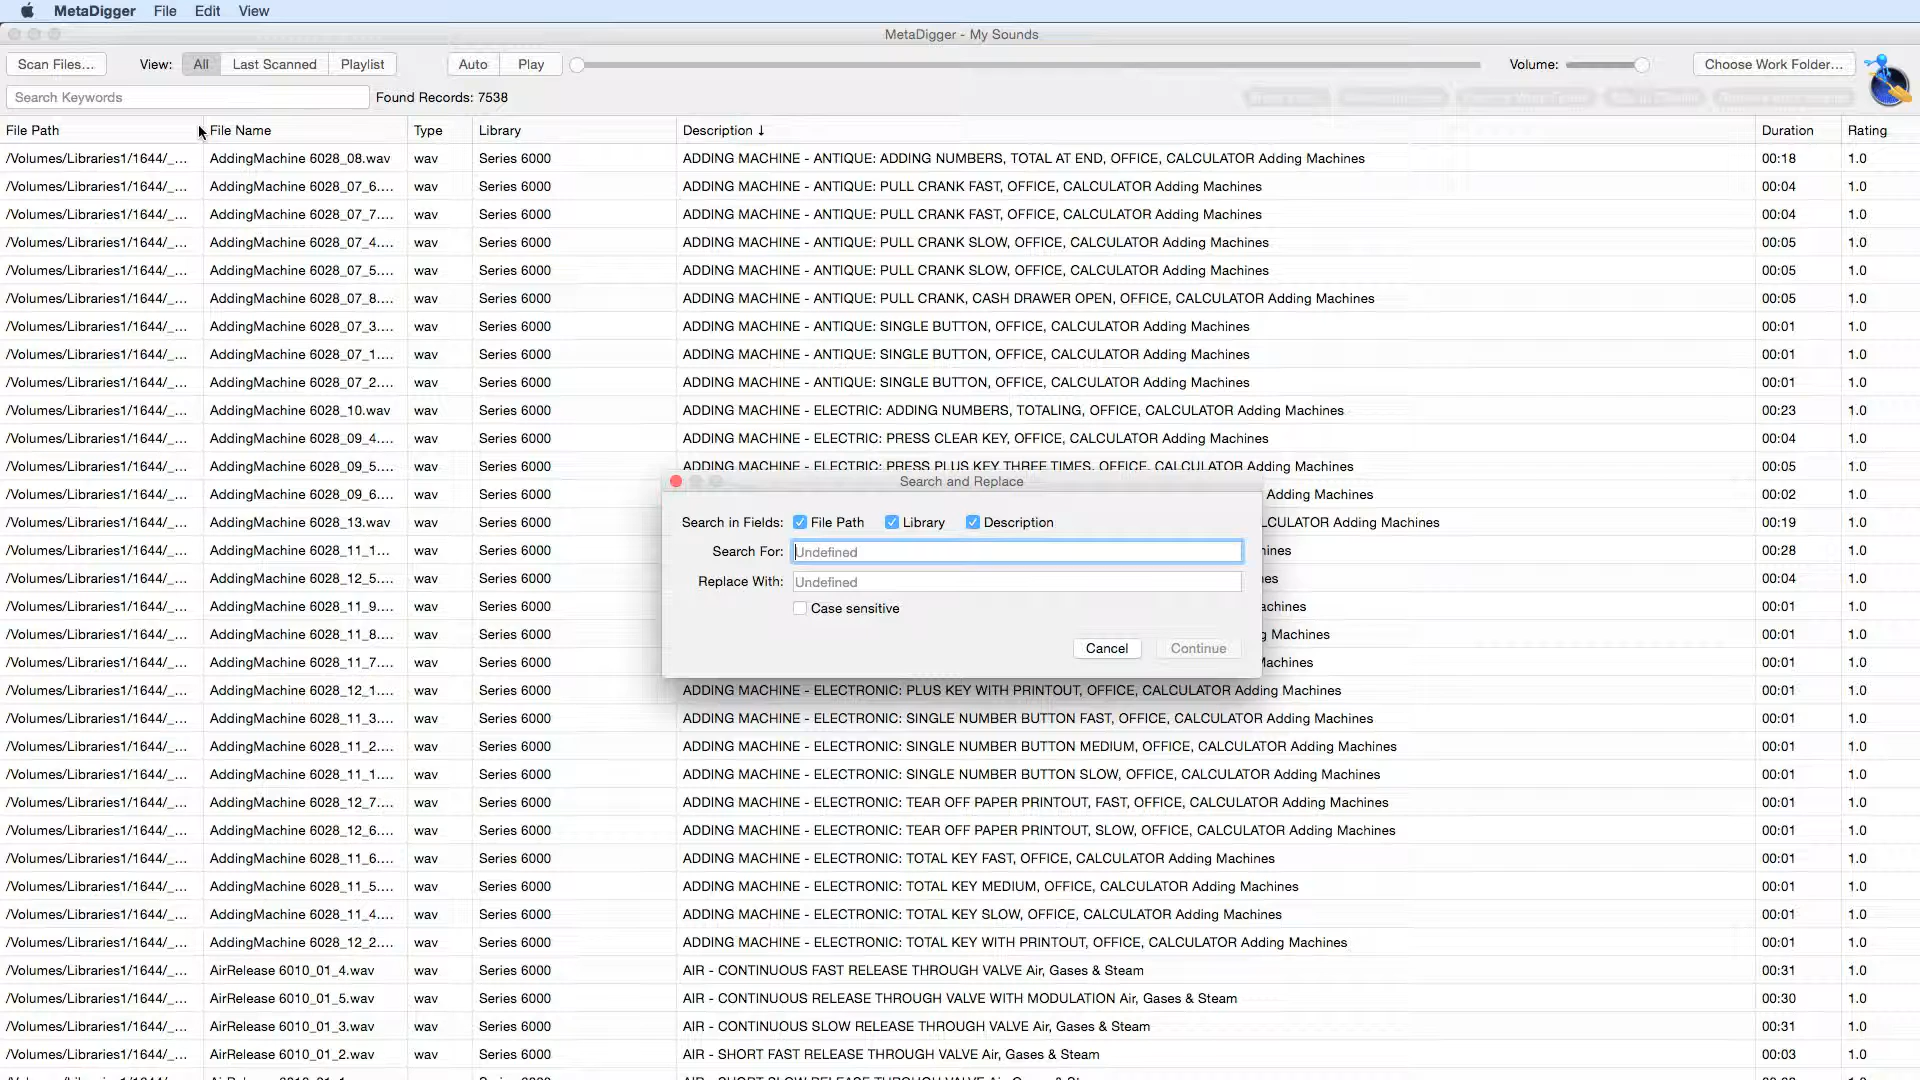 MetaDigger File Edit View
MetaDigger - My Sounds
Scan Files... View: All Last Scanned Playlist Auto Play Volume: Choose Work Folder...
Search Keywords Found Records: 7538
File Path File Name Type Library Description ↓ Duration Rating
/Volumes/Libraries1/1644/_... AddingMachine 6028_08.wav wav Series 6000 ADDING MACHINE - ANTIQUE: ADDING NUMBERS, TOTAL AT END, OFFICE, CALCULATOR Adding Machines 00:18 1.0
/Volumes/Libraries1/1644/_... AddingMachine 6028_07_6.... wav Series 6000 ADDING MACHINE - ANTIQUE: PULL CRANK FAST, OFFICE, CALCULATOR Adding Machines 00:04 1.0
/Volumes/Libraries1/1644/_... AddingMachine 6028_07_7.... wav Series 6000 ADDING MACHINE - ANTIQUE: PULL CRANK FAST, OFFICE, CALCULATOR Adding Machines 00:04 1.0
/Volumes/Libraries1/1644/_... AddingMachine 6028_07_4.... wav Series 6000 ADDING MACHINE - ANTIQUE: PULL CRANK SLOW, OFFICE, CALCULATOR Adding Machines 00:05 1.0
/Volumes/Libraries1/1644/_... AddingMachine 6028_07_5.... wav Series 6000 ADDING MACHINE - ANTIQUE: PULL CRANK SLOW, OFFICE, CALCULATOR Adding Machines 00:05 1.0
/Volumes/Libraries1/1644/_... AddingMachine 6028_07_8.... wav Series 6000 ADDING MACHINE - ANTIQUE: PULL CRANK, CASH DRAWER OPEN, OFFICE, CALCULATOR Adding Machines 00:05 1.0
/Volumes/Libraries1/1644/_... AddingMachine 6028_07_3.... wav Series 6000 ADDING MACHINE - ANTIQUE: SINGLE BUTTON, OFFICE, CALCULATOR Adding Machines 00:01 1.0
/Volumes/Libraries1/1644/_... AddingMachine 6028_07_1.... wav Series 6000 ADDING MACHINE - ANTIQUE: SINGLE BUTTON, OFFICE, CALCULATOR Adding Machines 00:01 1.0
/Volumes/Libraries1/1644/_... AddingMachine 6028_07_2.... wav Series 6000 ADDING MACHINE - ANTIQUE: SINGLE BUTTON, OFFICE, CALCULATOR Adding Machines 00:01 1.0
/Volumes/Libraries1/1644/_... AddingMachine 6028_10.wav wav Series 6000 ADDING MACHINE - ELECTRIC: ADDING NUMBERS, TOTALING, OFFICE, CALCULATOR Adding Machines 00:23 1.0
/Volumes/Libraries1/1644/_... AddingMachine 6028_09_4.... wav Series 6000 ADDING MACHINE - ELECTRIC: PRESS CLEAR KEY, OFFICE, CALCULATOR Adding Machines 00:04 1.0
/Volumes/Libraries1/1644/_... AddingMachine 6028_09_5.... wav Series 6000 ADDING MACHINE - ELECTRIC: PRESS PLUS KEY THREE TIMES, OFFICE, CALCULATOR Adding Machines 00:05 1.0
/Volumes/Libraries1/1644/_... AddingMachine 6028_09_6.... wav Series 6000 Adding Machines 00:02 1.0
/Volumes/Libraries1/1644/_... AddingMachine 6028_13.wav wav Series 6000 LCULATOR Adding Machines 00:19 1.0
/Volumes/Libraries1/1644/_... AddingMachine 6028_11_1... wav Series 6000 ines 00:28 1.0
/Volumes/Libraries1/1644/_... AddingMachine 6028_12_5.... wav Series 6000 es 00:04 1.0
/Volumes/Libraries1/1644/_... AddingMachine 6028_11_9.... wav Series 6000 achines 00:01 1.0
/Volumes/Libraries1/1644/_... AddingMachine 6028_11_8.... wav Series 6000 g Machines 00:01 1.0
/Volumes/Libraries1/1644/_... AddingMachine 6028_11_7.... wav Series 6000 Machines 00:01 1.0
Search and Replace
Search in Fields: File Path Library Description
Search For: Undefined
Replace With: Undefined
Case sensitive
Cancel Continue
/Volumes/Libraries1/1644/_... AddingMachine 6028_12_1.... wav Series 6000 ADDING MACHINE - ELECTRONIC: PLUS KEY WITH PRINTOUT, OFFICE, CALCULATOR Adding Machines 00:01 1.0
/Volumes/Libraries1/1644/_... AddingMachine 6028_11_3.... wav Series 6000 ADDING MACHINE - ELECTRONIC: SINGLE NUMBER BUTTON FAST, OFFICE, CALCULATOR Adding Machines 00:01 1.0
/Volumes/Libraries1/1644/_... AddingMachine 6028_11_2.... wav Series 6000 ADDING MACHINE - ELECTRONIC: SINGLE NUMBER BUTTON MEDIUM, OFFICE, CALCULATOR Adding Machines 00:01 1.0
/Volumes/Libraries1/1644/_... AddingMachine 6028_11_1.... wav Series 6000 ADDING MACHINE - ELECTRONIC: SINGLE NUMBER BUTTON SLOW, OFFICE, CALCULATOR Adding Machines 00:01 1.0
/Volumes/Libraries1/1644/_... AddingMachine 6028_12_7.... wav Series 6000 ADDING MACHINE - ELECTRONIC: TEAR OFF PAPER PRINTOUT, FAST, OFFICE, CALCULATOR Adding Machines 00:01 1.0
/Volumes/Libraries1/1644/_... AddingMachine 6028_12_6.... wav Series 6000 ADDING MACHINE - ELECTRONIC: TEAR OFF PAPER PRINTOUT, SLOW, OFFICE, CALCULATOR Adding Machines 00:01 1.0
/Volumes/Libraries1/1644/_... AddingMachine 6028_11_6.... wav Series 6000 ADDING MACHINE - ELECTRONIC: TOTAL KEY FAST, OFFICE, CALCULATOR Adding Machines 00:01 1.0
/Volumes/Libraries1/1644/_... AddingMachine 6028_11_5.... wav Series 6000 ADDING MACHINE - ELECTRONIC: TOTAL KEY MEDIUM, OFFICE, CALCULATOR Adding Machines 00:01 1.0
/Volumes/Libraries1/1644/_... AddingMachine 6028_11_4.... wav Series 6000 ADDING MACHINE - ELECTRONIC: TOTAL KEY SLOW, OFFICE, CALCULATOR Adding Machines 00:01 1.0
/Volumes/Libraries1/1644/_... AddingMachine 6028_12_2.... wav Series 6000 ADDING MACHINE - ELECTRONIC: TOTAL KEY WITH PRINTOUT, OFFICE, CALCULATOR Adding Machines 00:01 1.0
/Volumes/Libraries1/1644/_... AirRelease 6010_01_4.wav wav Series 6000 AIR - CONTINUOUS FAST RELEASE THROUGH VALVE Air, Gases & Steam 00:31 1.0
/Volumes/Libraries1/1644/_... AirRelease 6010_01_5.wav wav Series 6000 AIR - CONTINUOUS RELEASE THROUGH VALVE WITH MODULATION Air, Gases & Steam 00:30 1.0
/Volumes/Libraries1/1644/_... AirRelease 6010_01_3.wav wav Series 6000 AIR - CONTINUOUS SLOW RELEASE THROUGH VALVE Air, Gases & Steam 00:31 1.0
/Volumes/Libraries1/1644/_... AirRelease 6010_01_2.wav wav Series 6000 AIR - SHORT FAST RELEASE THROUGH VALVE Air, Gases & Steam 00:03 1.0